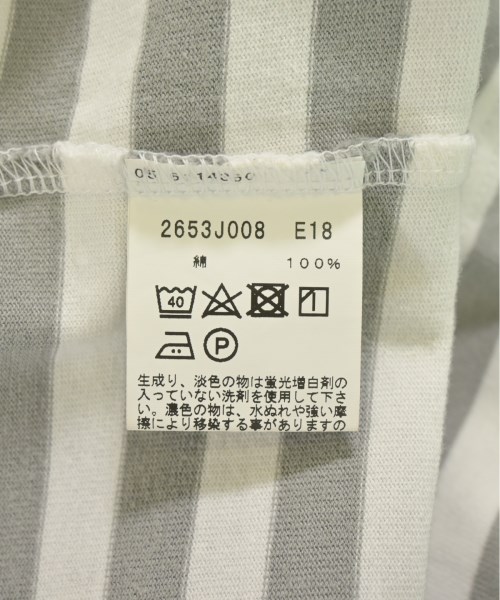 2653J008 E18
綿 100%
40
P
生成り、淡色の物は蛍光増白剤の
入っていない洗剤を使用して下さ
い。濃色の物は、水ぬれや強い摩
擦により移染する事がありますの